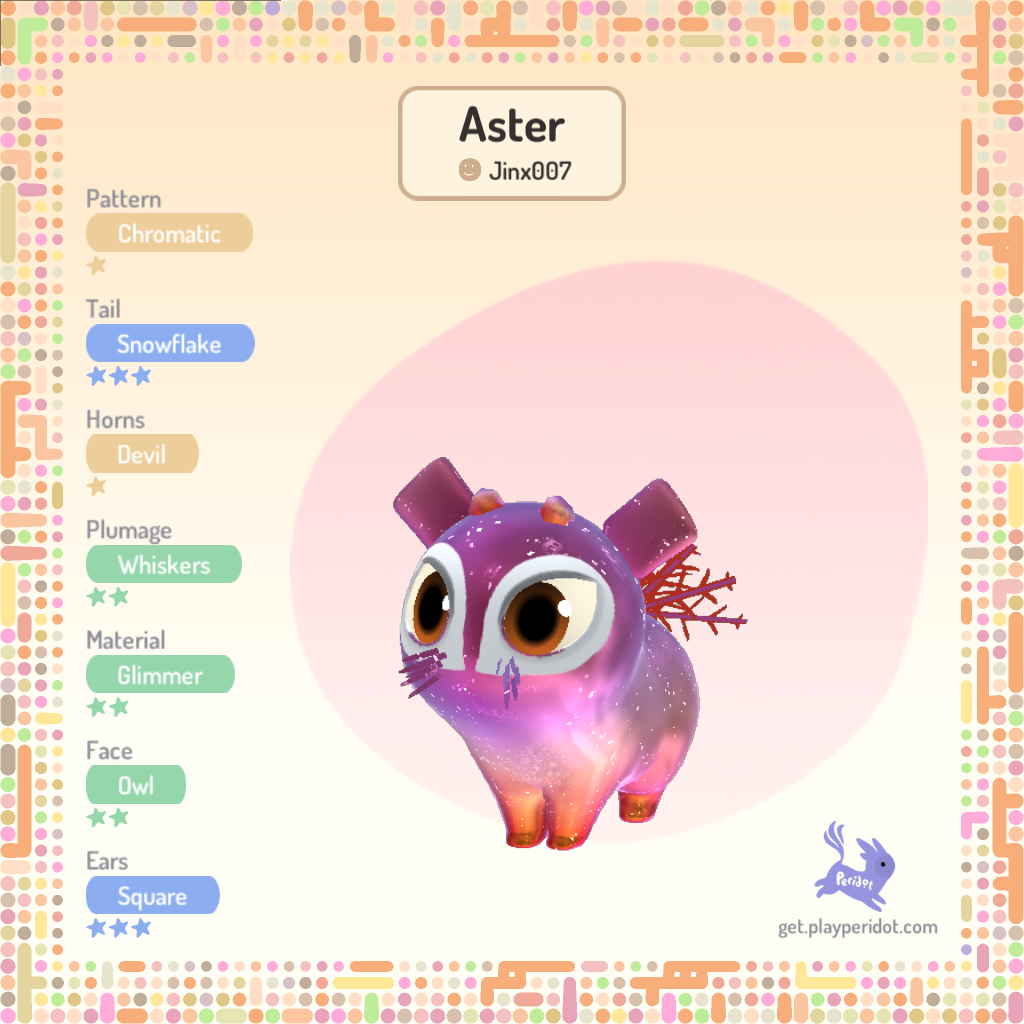 Aster
Jinx007
Pattern
Chromatic
Tail
Snowflake
Horns
Devil
Plumage
Whiskers
Material
Glimmer
Face
Owl
Ears
Square
Peridot
get.playperidot.com